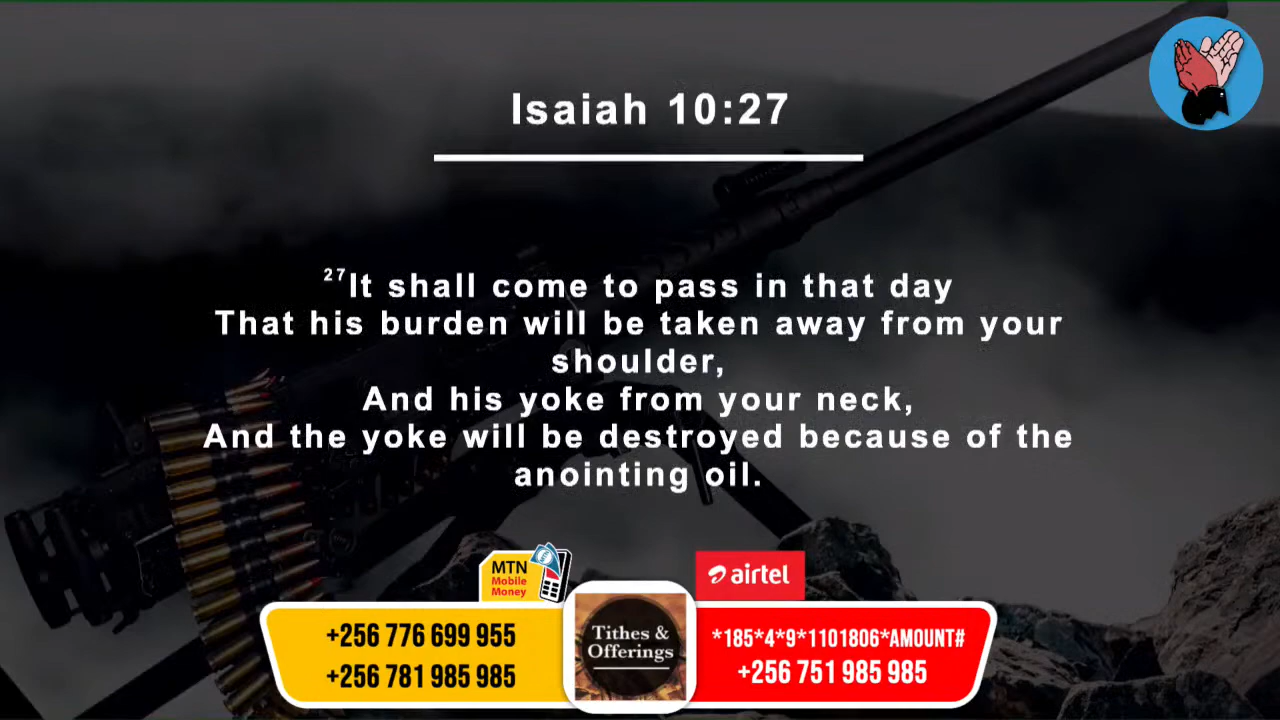 Isaiah 10:27
27It shall come to pass in that day
That his burden will be taken away from your
shoulder,
And his yoke from your neck,
And the yoke will be destroyed because of the
anointing oil.
MTN
Mobile
Money
airtel
+256 776 699 955
+256 781 985 985
Tithes &
Offerings
*185*4*9*1101806*AMOUNT#
+256 751 985 985